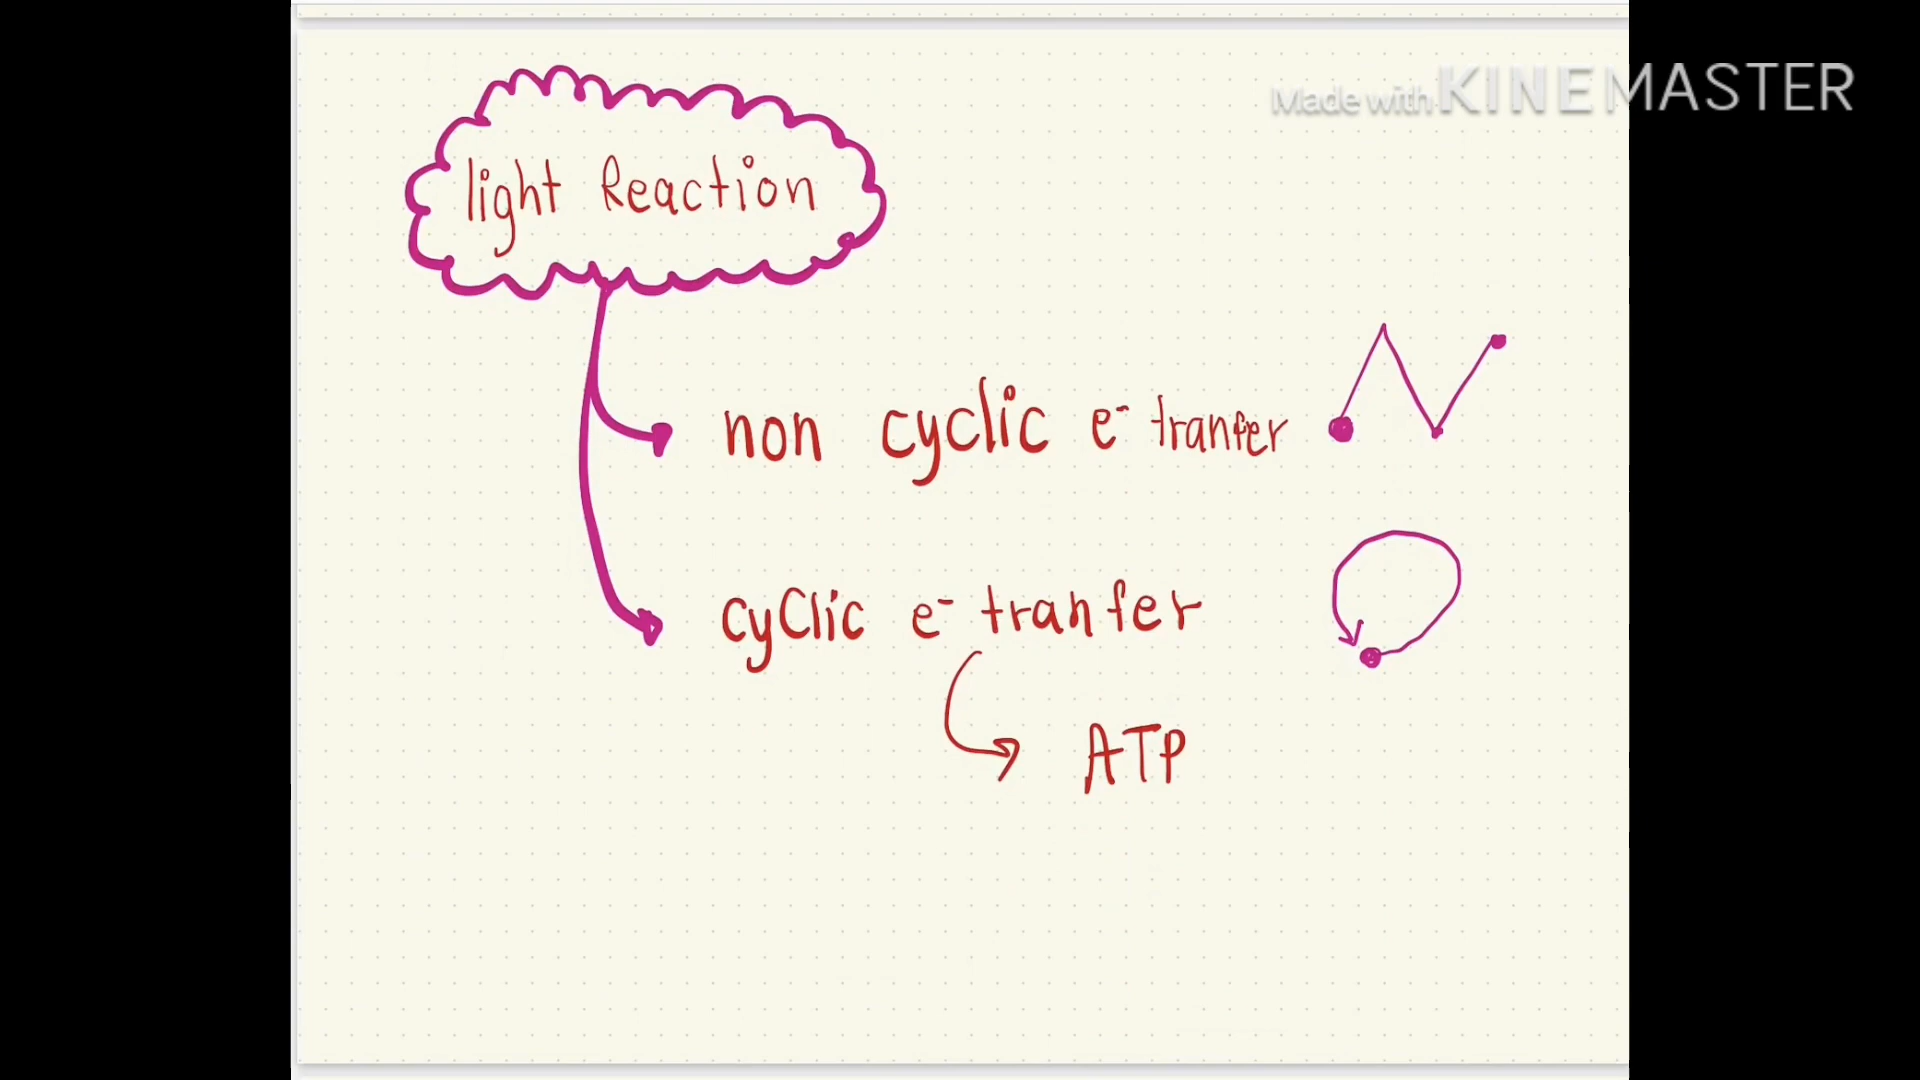 Made with KINEMASTER
light Reaction
non cyclic e- tranfer
cyclic e- tranfer
ATP